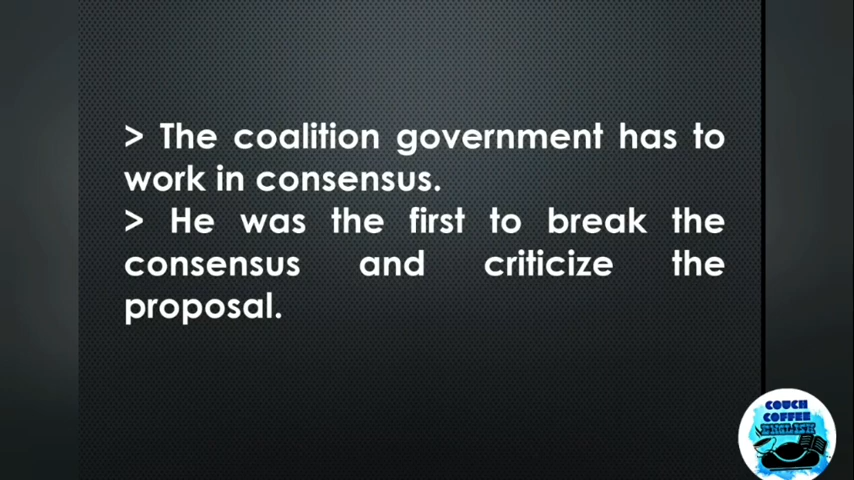 > The coalition government has to
work in consensus.
> He was the first to break the
consensus and criticize the
proposal.
COUCH
COFFEE
ENGLISH